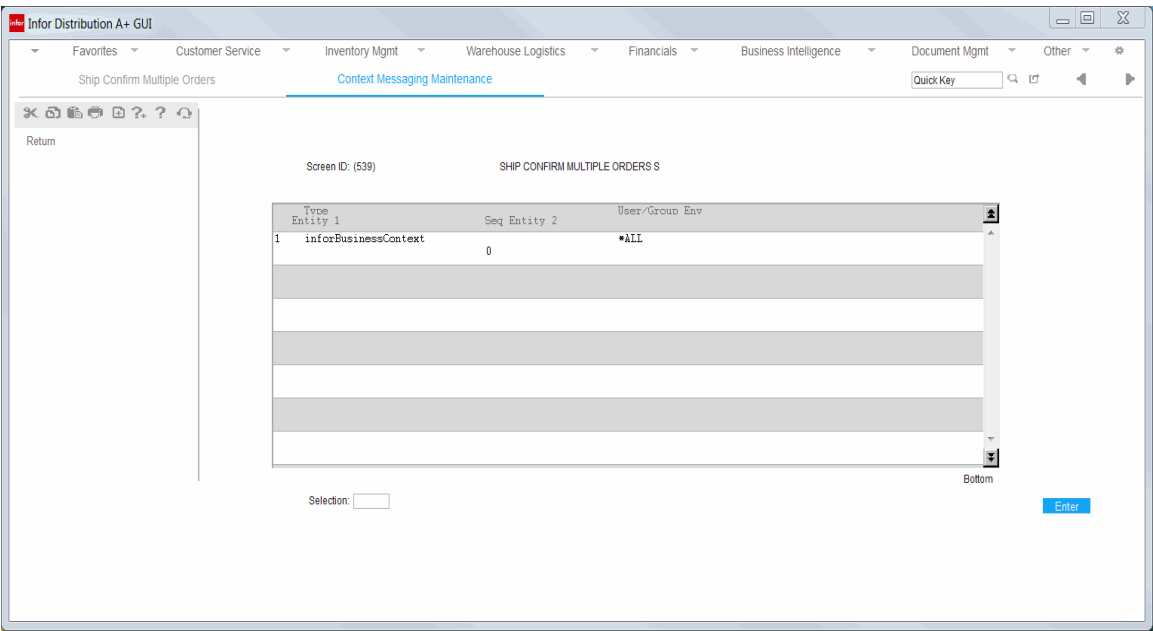 infor Infor Distribution A+ GUI
Favorites Customer Service Inventory Mgmt Warehouse Logistics Financials Business Intelligence Document Mgmt Other
Ship Confirm Multiple Orders Context Messaging Maintenance Quick Key
Return
Screen ID: (539) SHIP CONFIRM MULTIPLE ORDERS S
Type User/Group Env
Entity 1 Seq Entity 2
1 inforBusinessContext *ALL
0
Bottom
Selection:
Enter